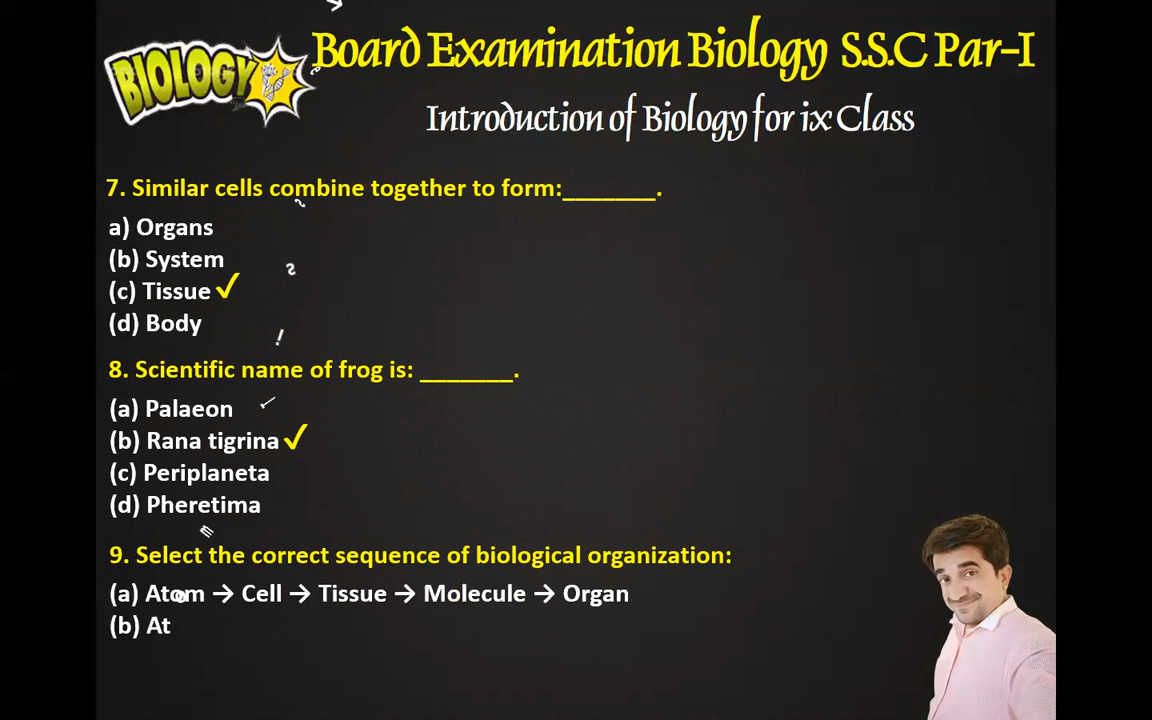 BIOLOGY
Board Examination Biology S.S.C Par-I
Introduction of Biology for ix Class
7. Similar cells combine together to form:_______.
a) Organs
(b) System
(c) Tissue ✓
(d) Body
8. Scientific name of frog is: _______.
(a) Palaeon
(b) Rana tigrina ✓
(c) Periplaneta
(d) Pheretima
9. Select the correct sequence of biological organization:
(a) Atom → Cell → Tissue → Molecule → Organ
(b) At